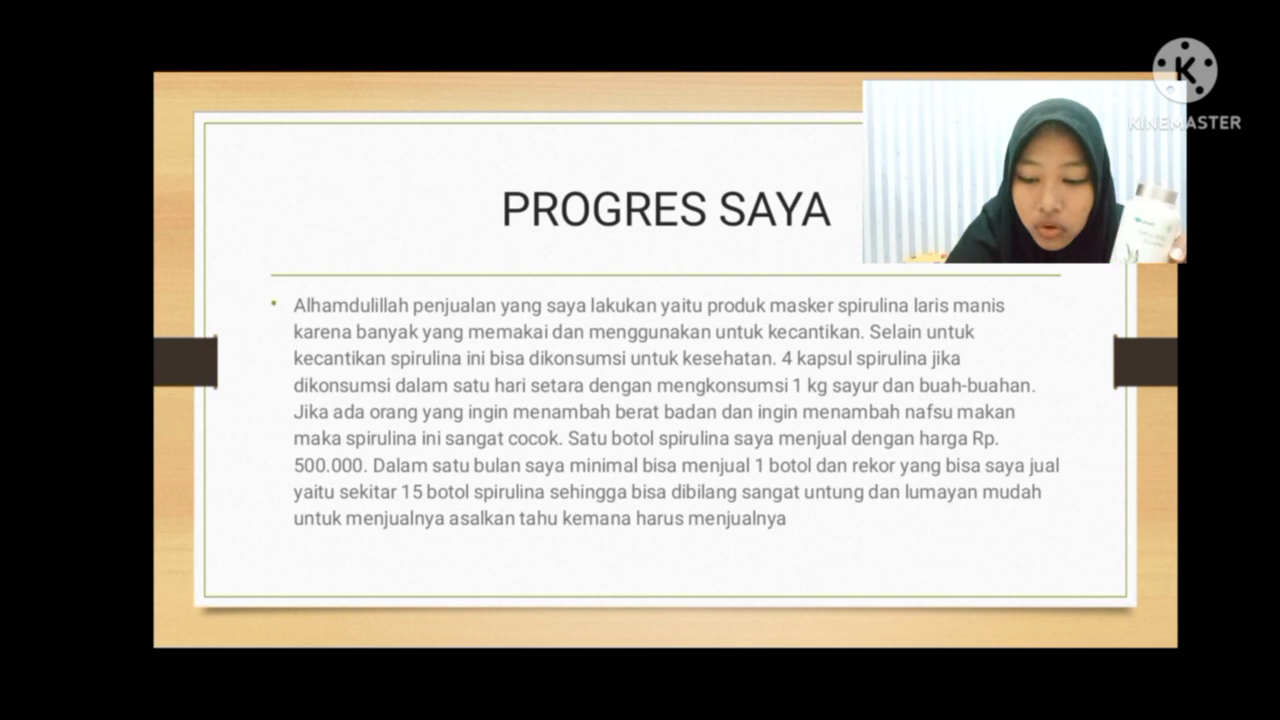 PROGRES SAYA
KINEMASTER
• Alhamdulillah penjualan yang saya lakukan yaitu produk masker spirulina laris manis
karena banyak yang memakai dan menggunakan untuk kecantikan. Selain untuk
kecantikan spirulina ini bisa dikonsumsi untuk kesehatan. 4 kapsul spirulina jika
dikonsumsi dalam satu hari setara dengan mengkonsumsi 1 kg sayur dan buah-buahan.
Jika ada orang yang ingin menambah berat badan dan ingin menambah nafsu makan
maka spirulina ini sangat cocok. Satu botol spirulina saya menjual dengan harga Rp.
500.000. Dalam satu bulan saya minimal bisa menjual 1 botol dan rekor yang bisa saya jual
yaitu sekitar 15 botol spirulina sehingga bisa dibilang sangat untung dan lumayan mudah
untuk menjualnya asalkan tahu kemana harus menjualnya